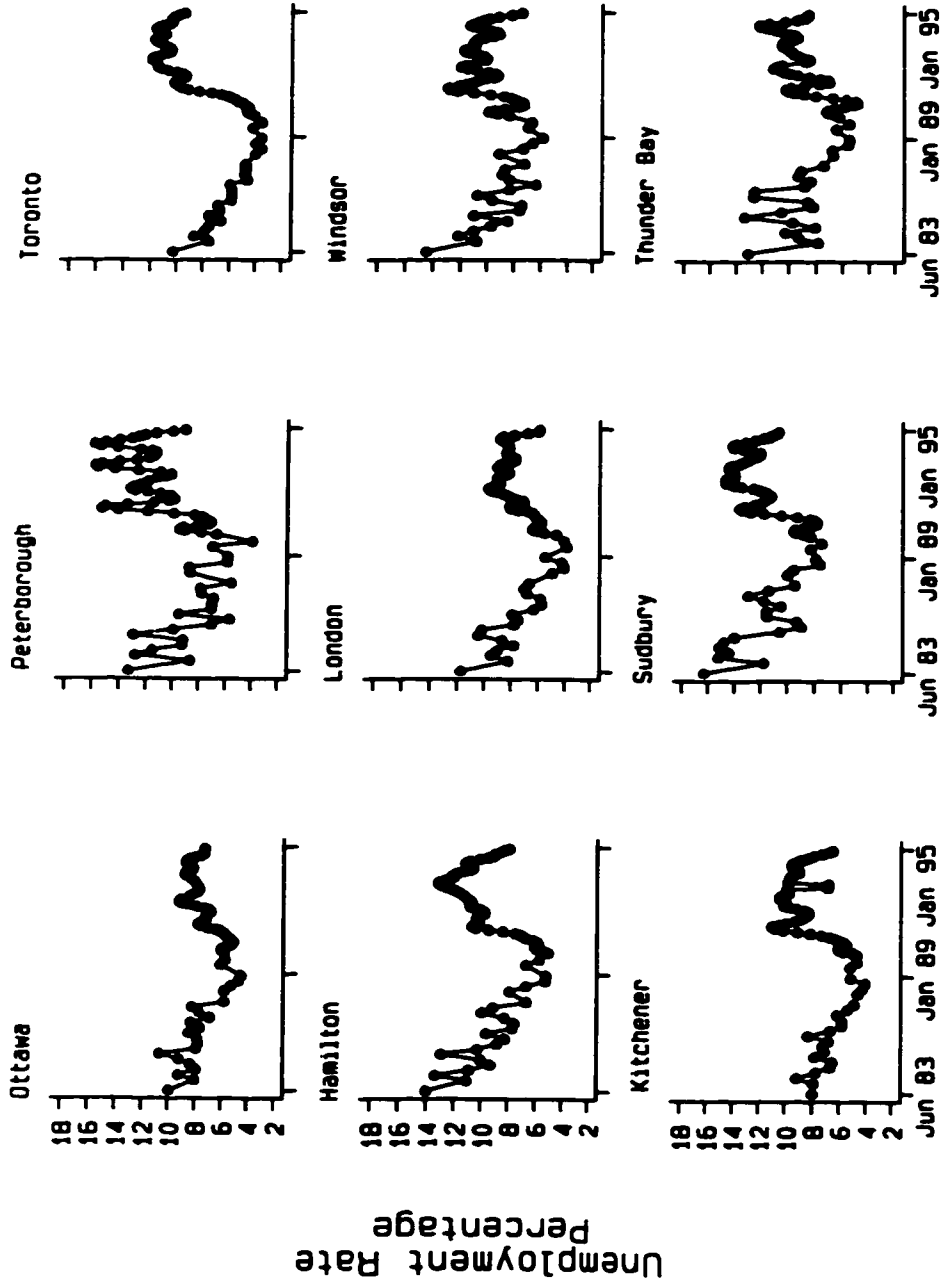 Ottawa
Peterborough
Toronto
18
16
14
12
10
8
6
4
2
Hamilton
London
Windsor
18
16
14
12
10
8
6
4
2
Kitchener
Sudbury
Thunder Bay
18
16
14
12
10
8
6
4
2
Jun 83 Jan 89 Jan 95
Jun 83 Jan 89 Jan 95
Jun 83 Jan 89 Jan 95
Unemployment Rate
Percentage